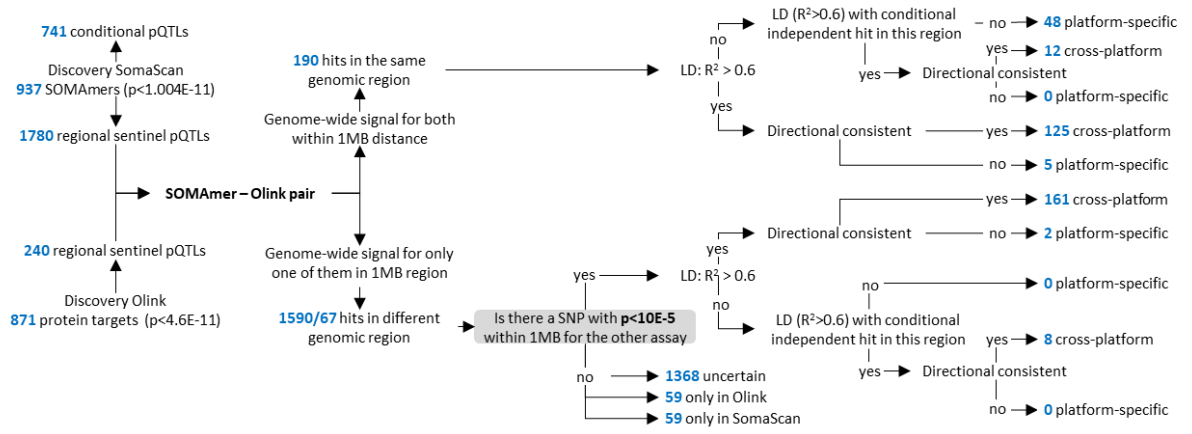 741 conditional pQTLs
Discovery SomaScan
937 SOMAmers (p<1.004E-11)
1780 regional sentinel pQTLs
SOMAmer – Olink pair
240 regional sentinel pQTLs
Discovery Olink
871 protein targets (p<4.6E-11)
190 hits in the same
genomic region
Genome-wide signal for both
within 1MB distance
Genome-wide signal for only
one of them in 1MB region
1590/67 hits in different
genomic region
Is there a SNP with p<10E-5
within 1MB for the other assay
yes
no
1368 uncertain
59 only in Olink
59 only in SomaScan
LD: R² > 0.6
no
LD (R²>0.6) with conditional
independent hit in this region
no
48 platform-specific
yes
Directional consistent
yes
12 cross-platform
no
0 platform-specific
yes
Directional consistent
yes
125 cross-platform
no
5 platform-specific
LD: R² > 0.6
yes
Directional consistent
yes
161 cross-platform
no
2 platform-specific
no
LD (R²>0.6) with conditional
independent hit in this region
no
0 platform-specific
yes
Directional consistent
yes
8 cross-platform
no
0 platform-specific